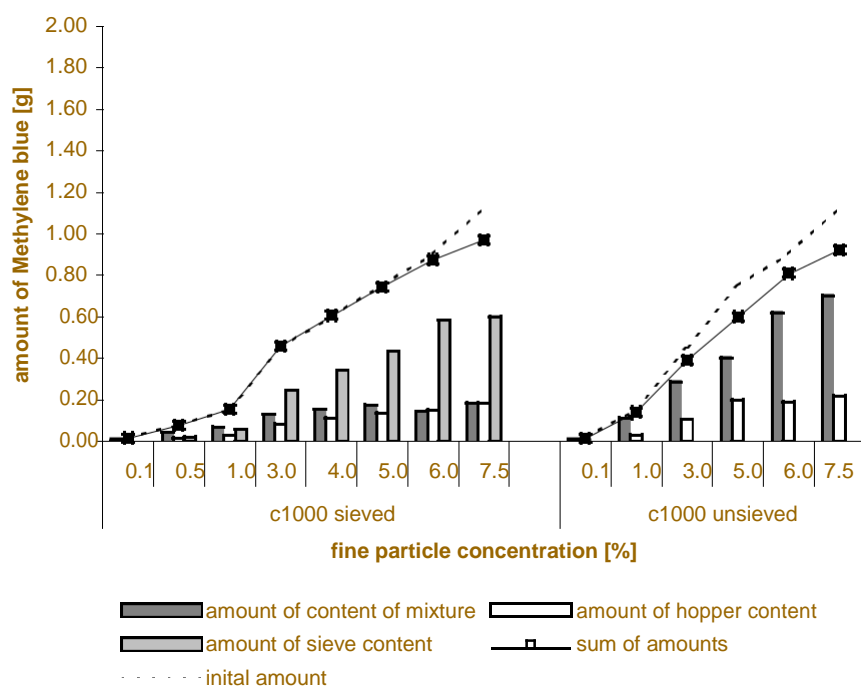 amount of Methylene blue [g]
2.00
1.80
1.60
1.40
1.20
1.00
0.80
0.60
0.40
0.20
0.00
0.1 0.5 1.0 3.0 4.0 5.0 6.0 7.5 0.1 1.0 3.0 5.0 6.0 7.5
c1000 sieved c1000 unsieved
fine particle concentration [%]
amount of content of mixture amount of hopper content
amount of sieve content sum of amounts
inital amount